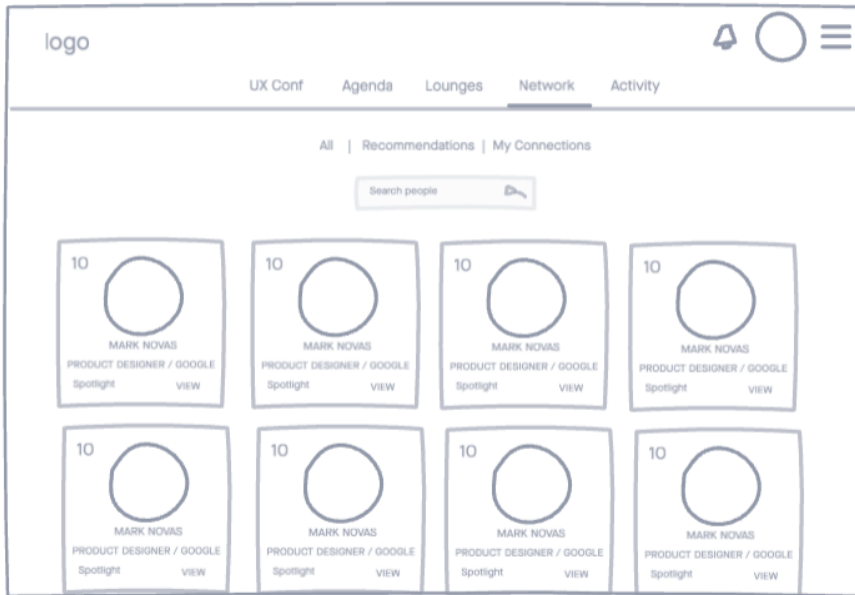 logo
UX Conf Agenda Lounges Network Activity
All | Recommendations | My Connections
Search people
10 10 10 10
MARK NOVAS MARK NOVAS MARK NOVAS MARK NOVAS
PRODUCT DESIGNER / GOOGLE PRODUCT DESIGNER / GOOGLE PRODUCT DESIGNER / GOOGLE PRODUCT DESIGNER / GOOGLE
Spotlight VIEW Spotlight VIEW Spotlight VIEW Spotlight VIEW
10 10 10 10
MARK NOVAS MARK NOVAS MARK NOVAS MARK NOVAS
PRODUCT DESIGNER / GOOGLE PRODUCT DESIGNER / GOOGLE PRODUCT DESIGNER / GOOGLE PRODUCT DESIGNER / GOOGLE
Spotlight VIEW Spotlight VIEW Spotlight VIEW Spotlight VIEW